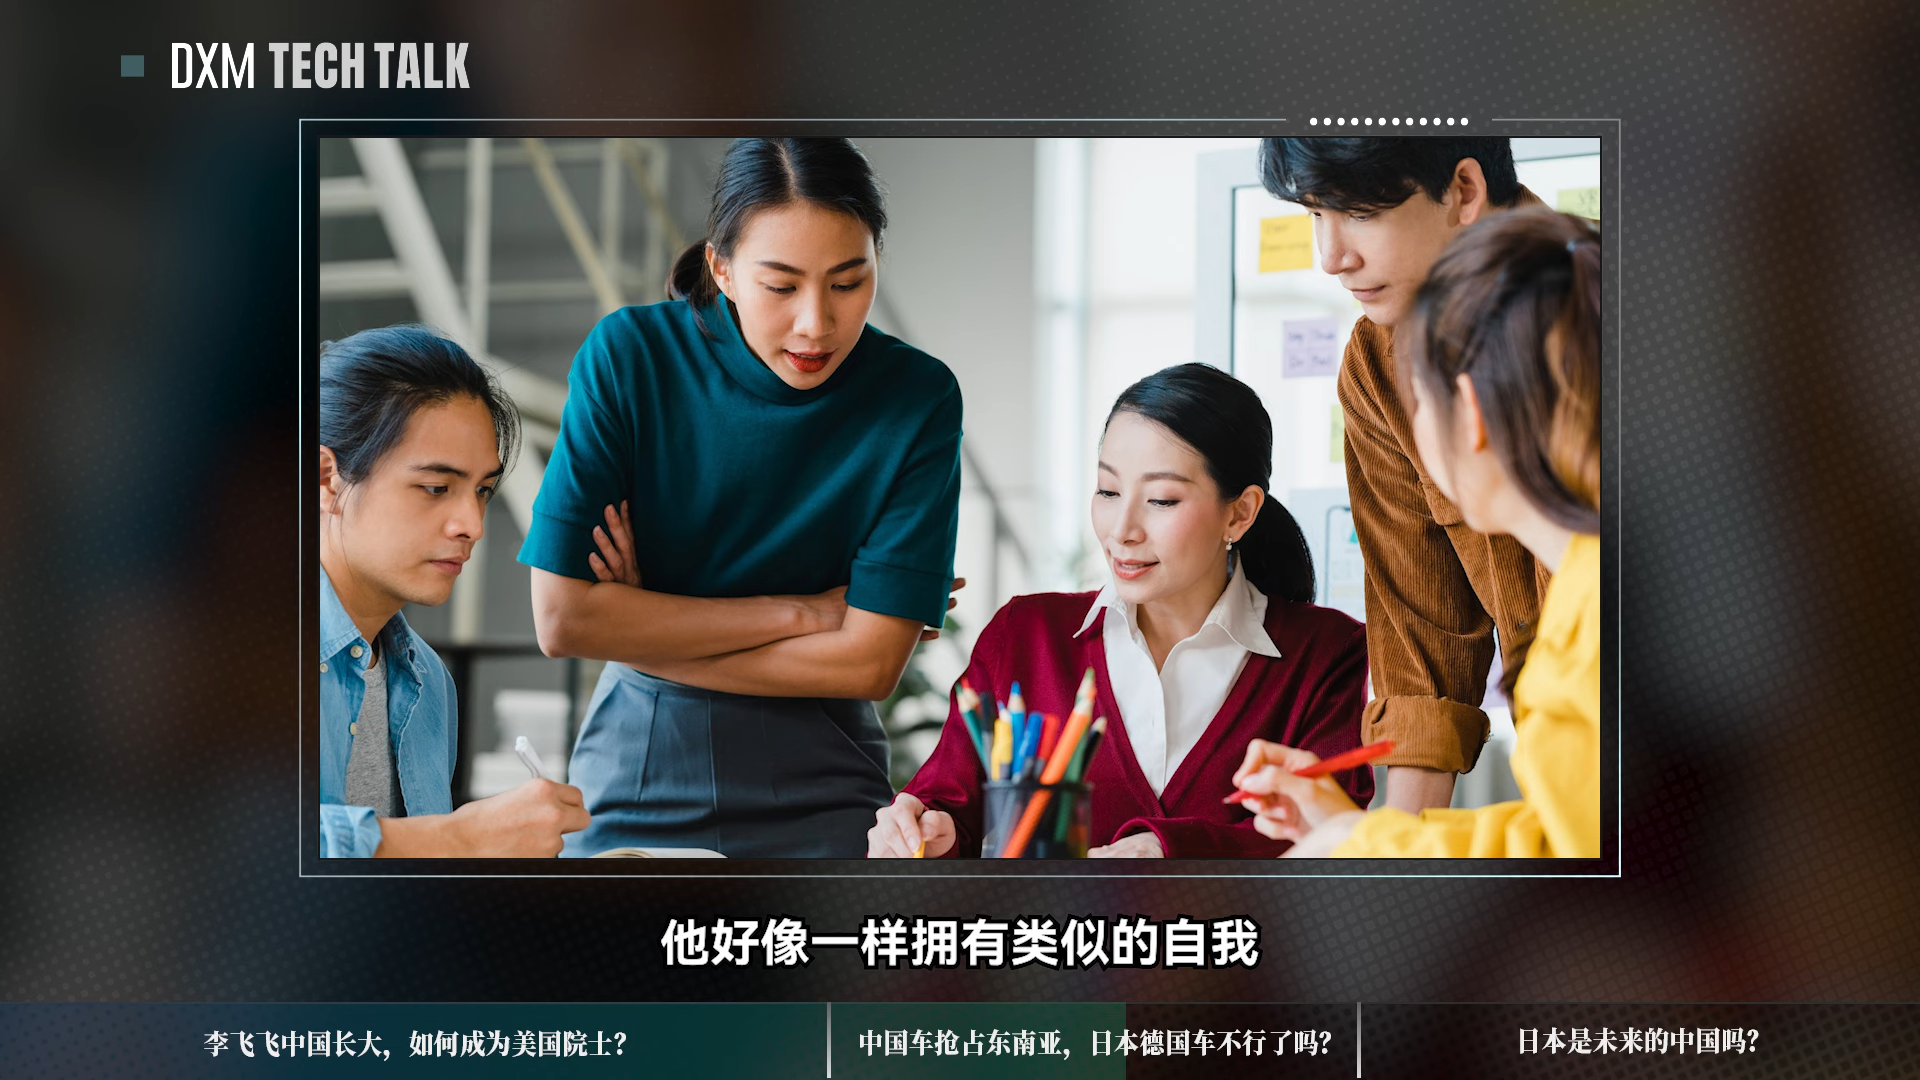 DXM TECH TALK
他好像一样拥有类似的自我
李飞飞中国长大，如何成为美国院士？
中国车抢占东南亚，日本德国车不行了吗？
日本是未来的中国吗？